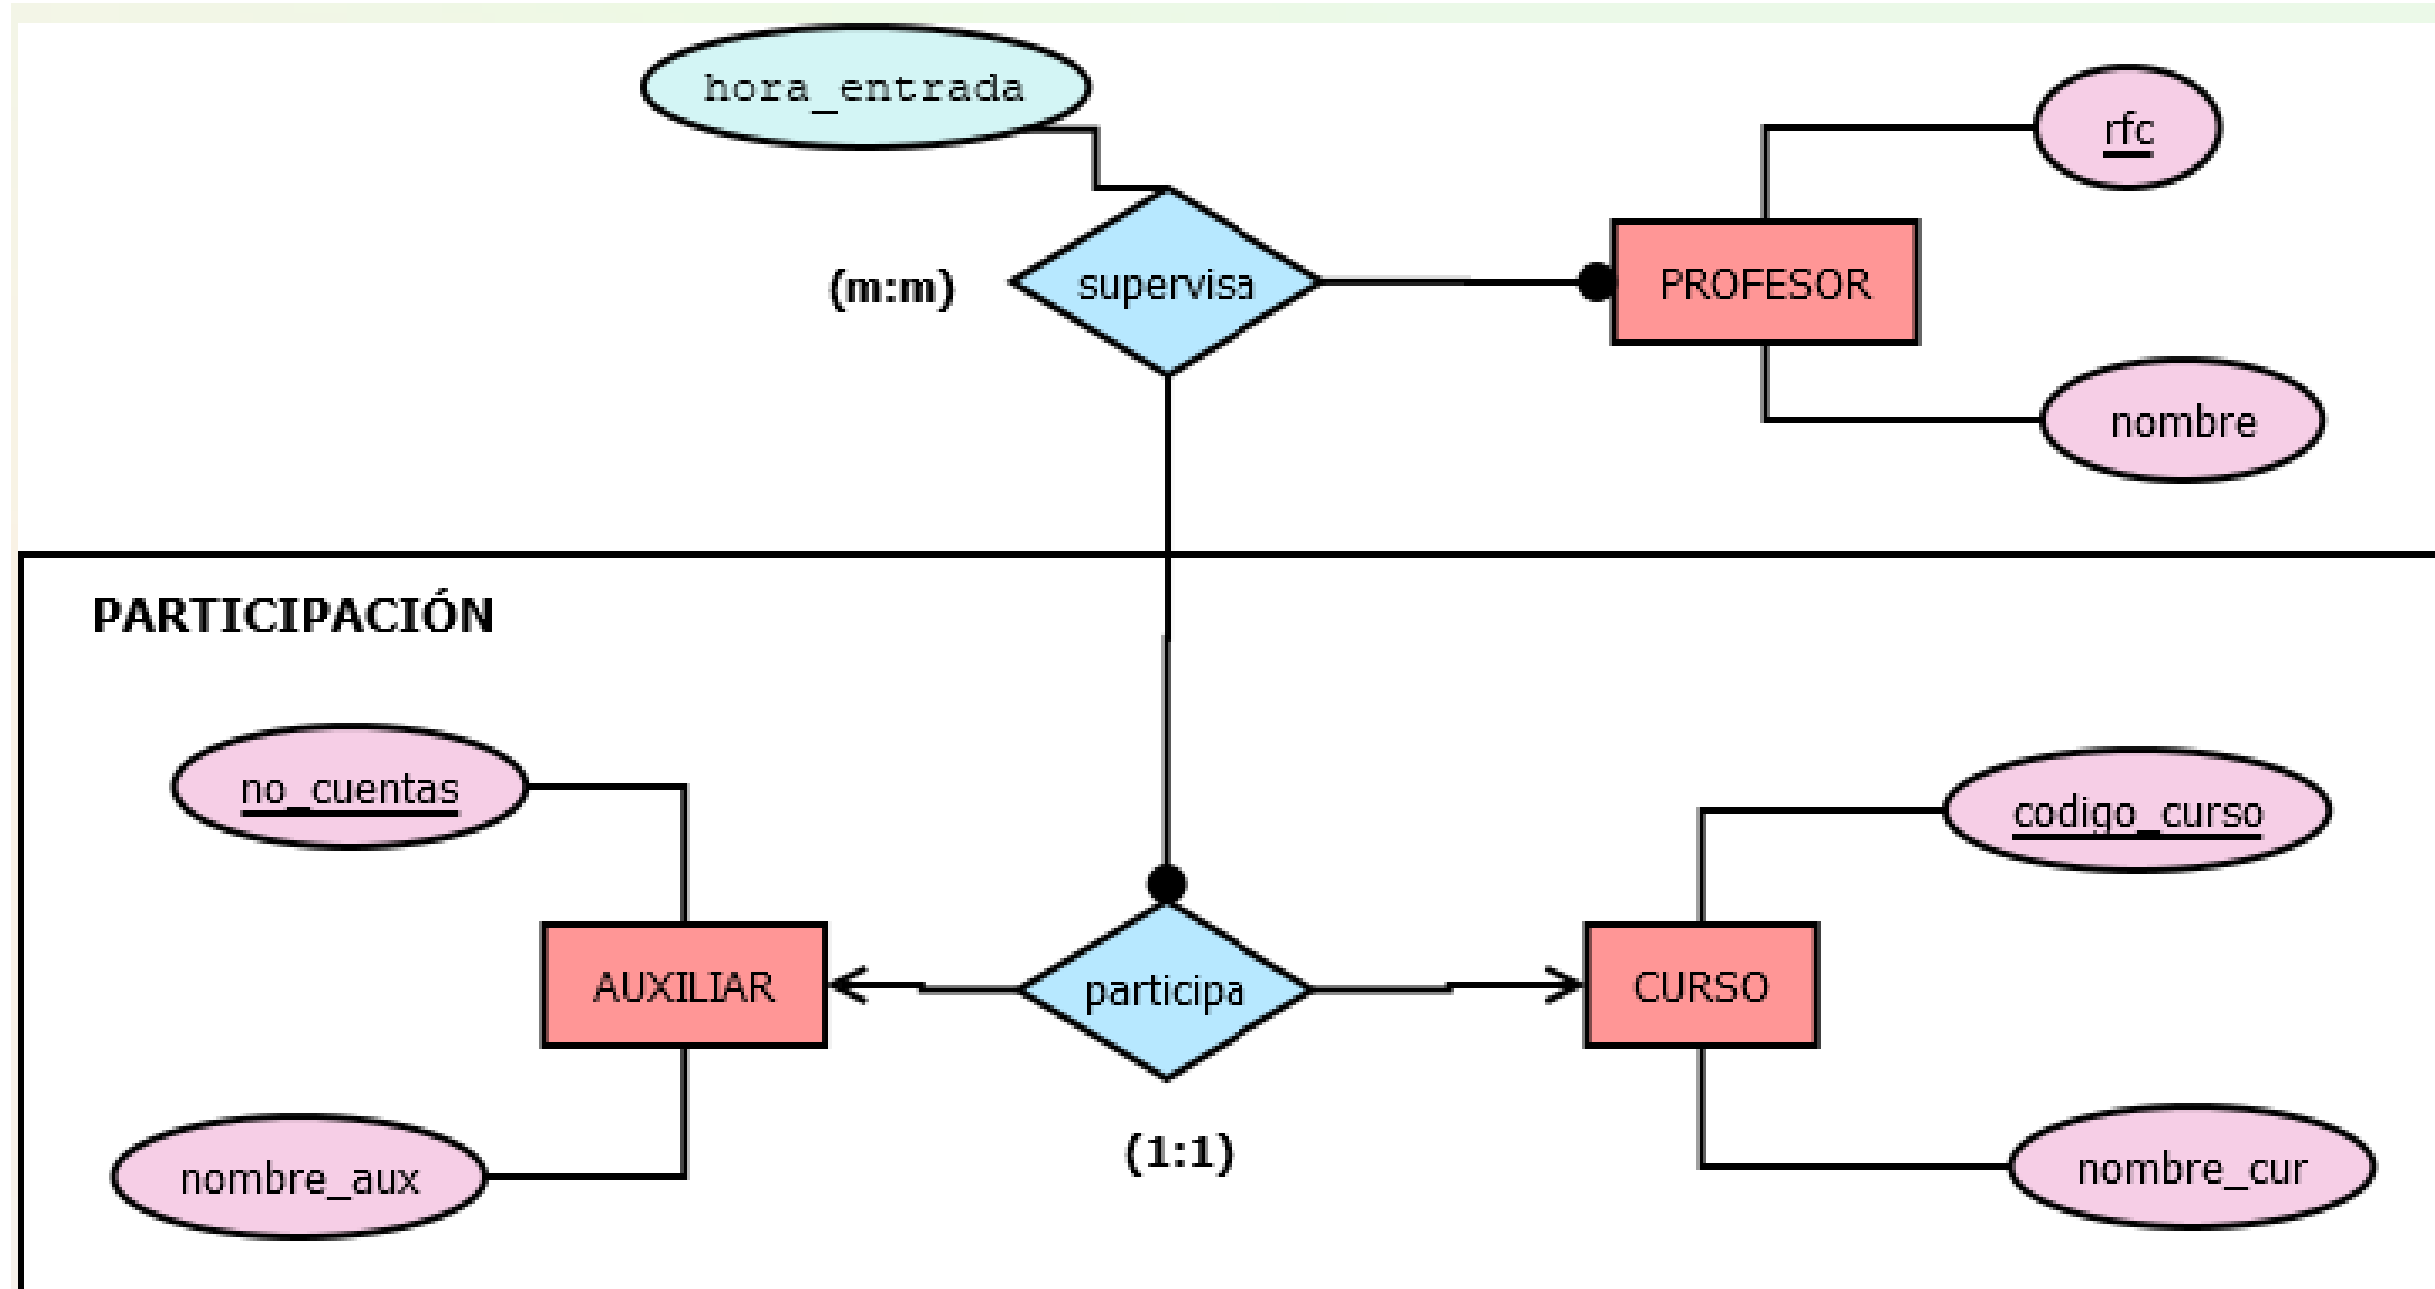 hora_entrada
rfc
(m:m)
supervisa
PROFESOR
nombre
PARTICIPACIÓN
no_cuentas
codigo_curso
AUXILIAR
participa
CURSO
nombre_aux
(1:1)
nombre_cur